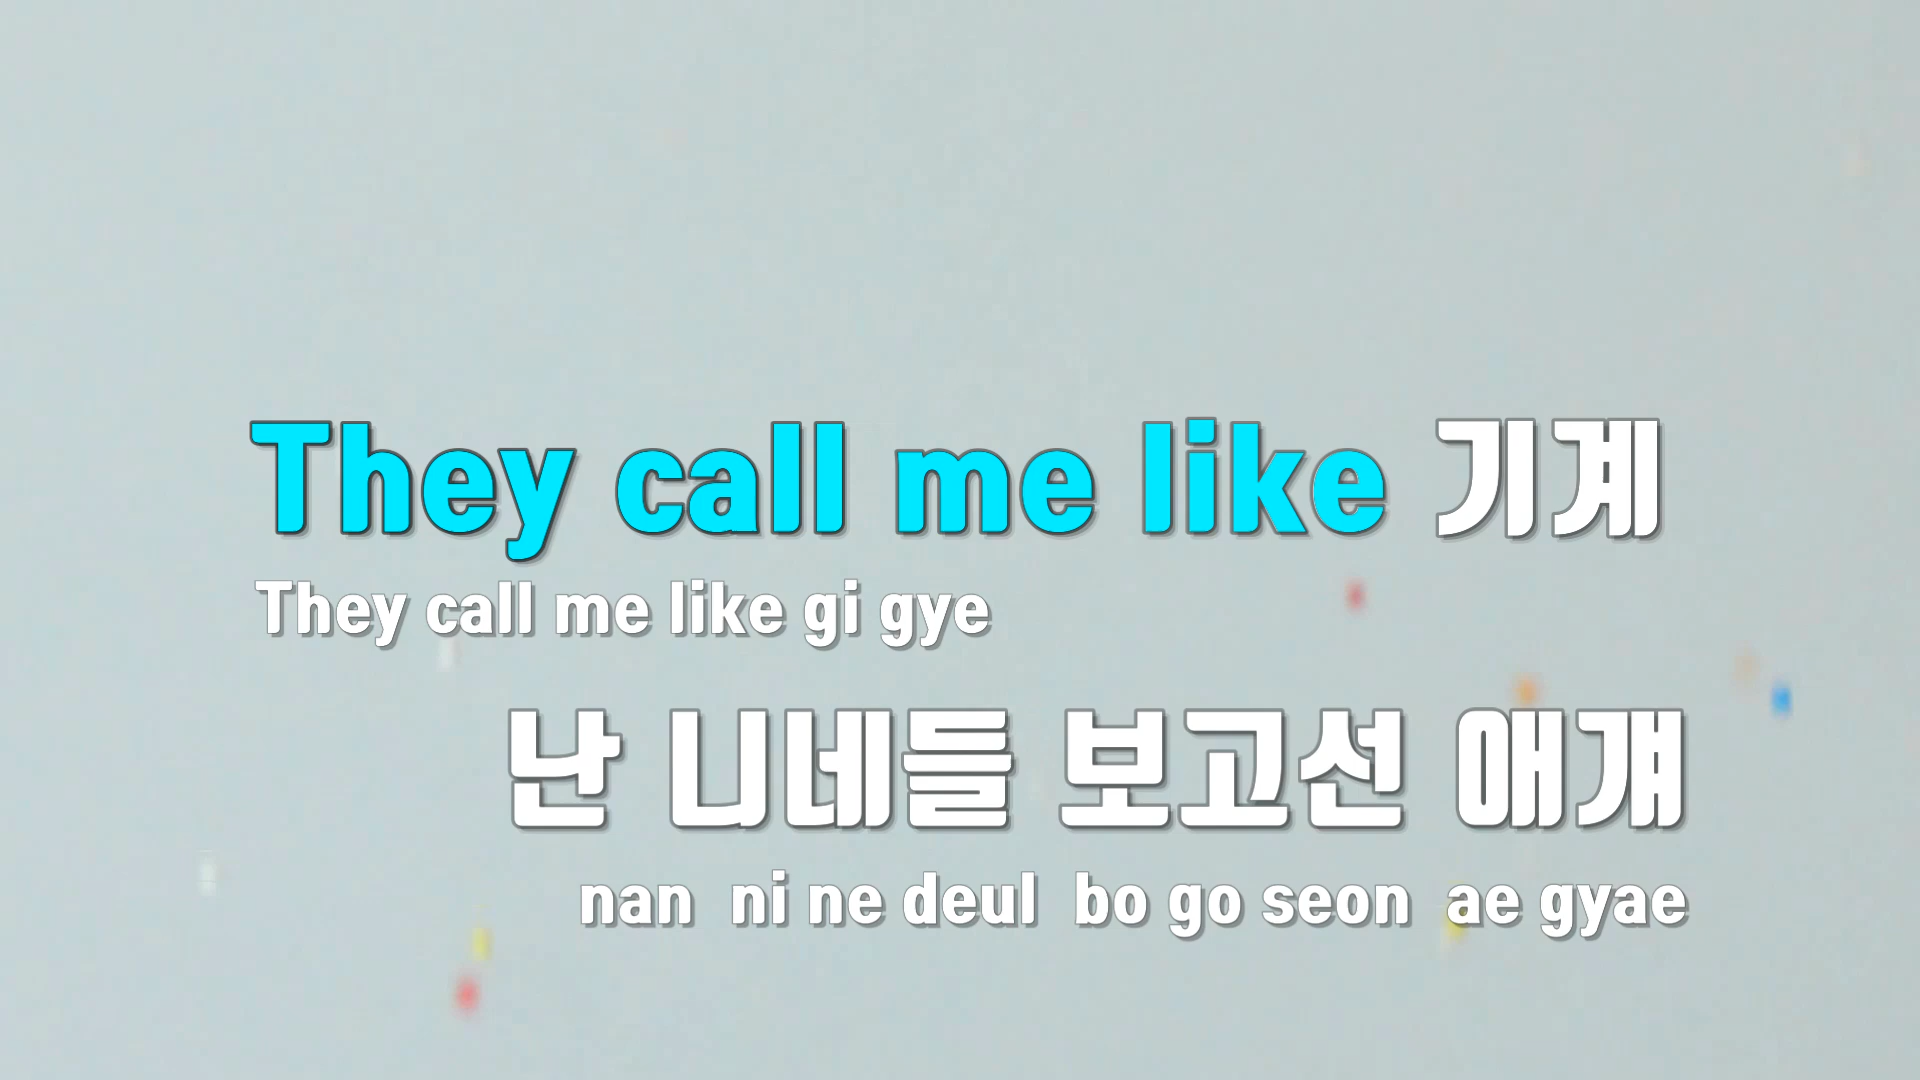 They call me like 기계
They call me like gi gye
난 니네들 보고선 애걔
nan ni ne deul bo go seon ae gyae